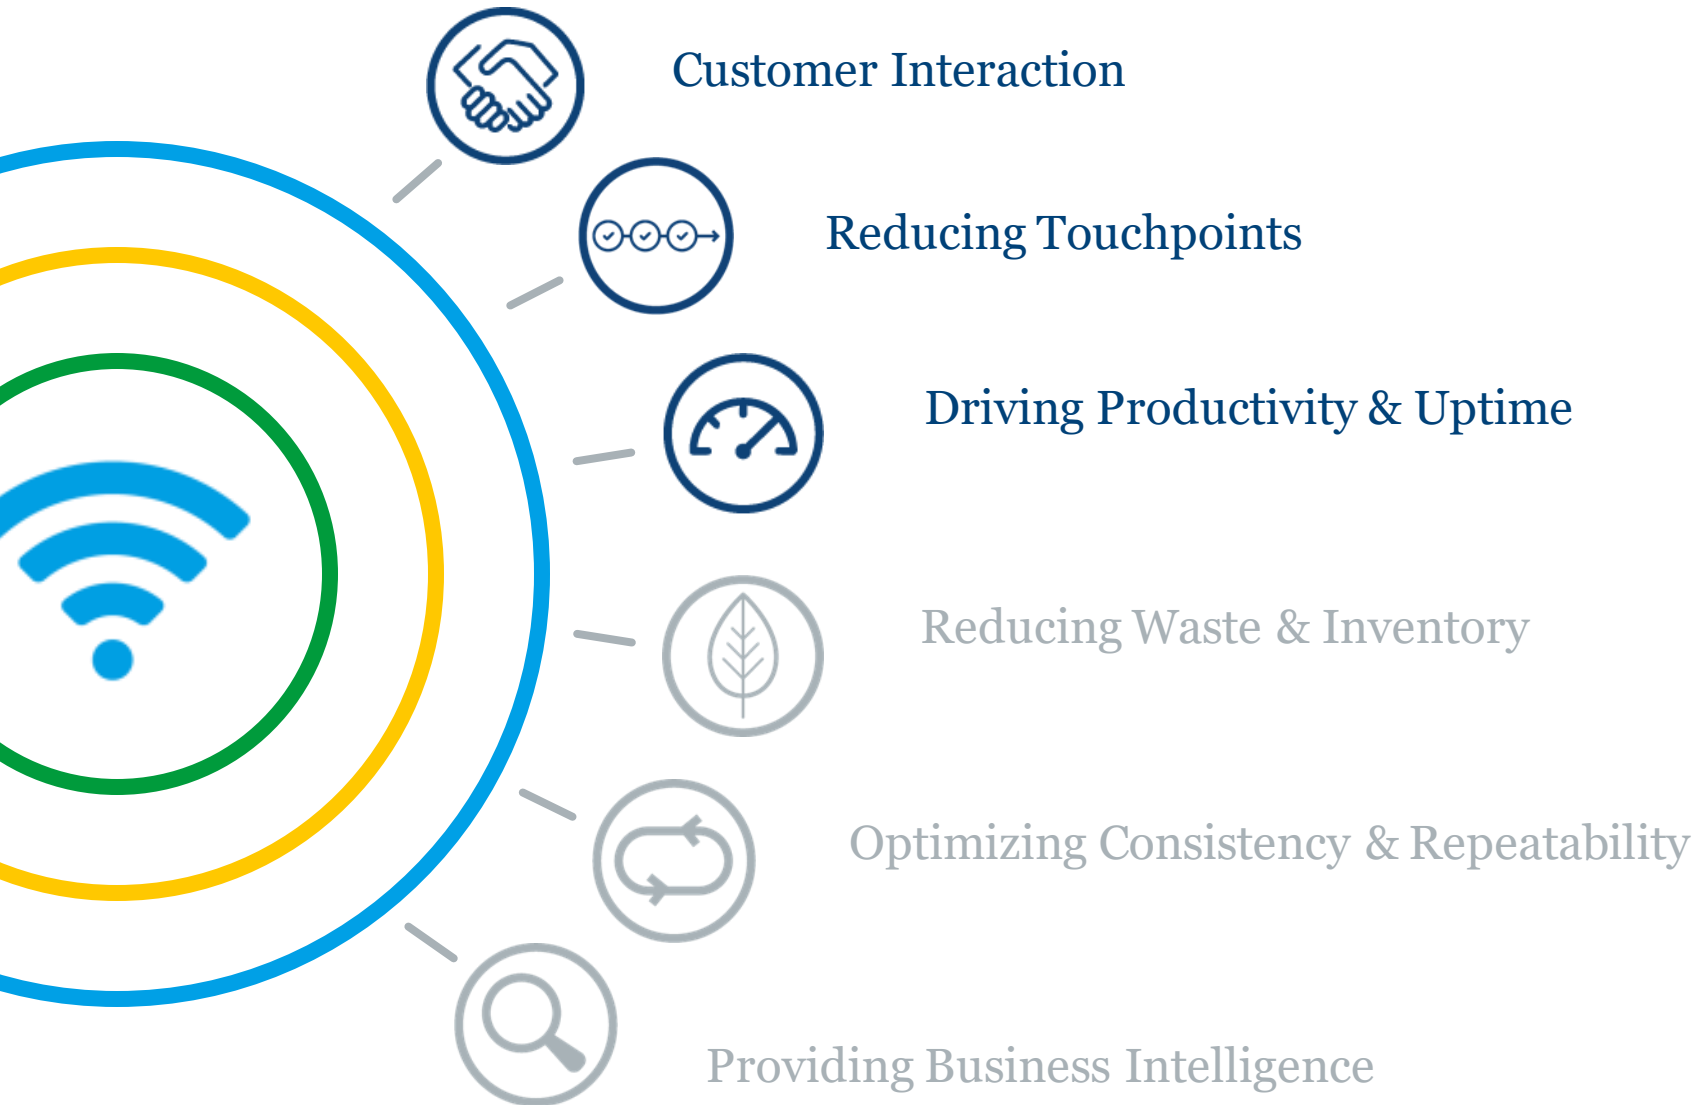 Customer Interaction
Reducing Touchpoints
Driving Productivity & Uptime
Reducing Waste & Inventory
Optimizing Consistency & Repeatability
Providing Business Intelligence